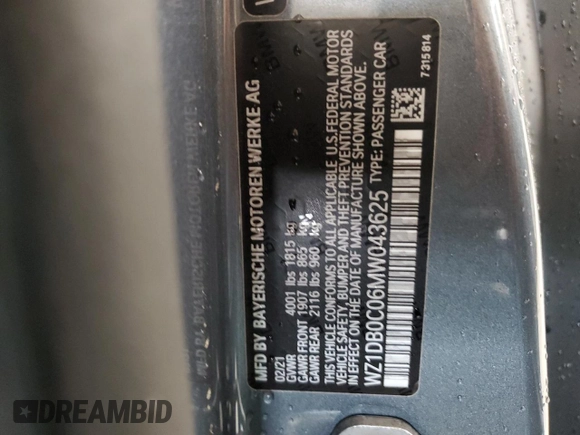 MFD BY BAYERISCHE MOTOREN WERKE AG
02/21
GVWR 4001 lbs 1815 kg
GAWR FRONT 1907 lbs 865 kg
GAWR REAR 2116 lbs 960 kg
THIS VEHICLE CONFORMS TO ALL APPLICABLE U.S.FEDERAL MOTOR
VEHICLE SAFETY, BUMPER AND THEFT PREVENTION STANDARDS
IN EFFECT ON THE DATE OF MANUFACTURE SHOWN ABOVE.
WZ1DB0C06MW043625 TYPE: PASSENGER CAR
7 315 814
DREAMBID